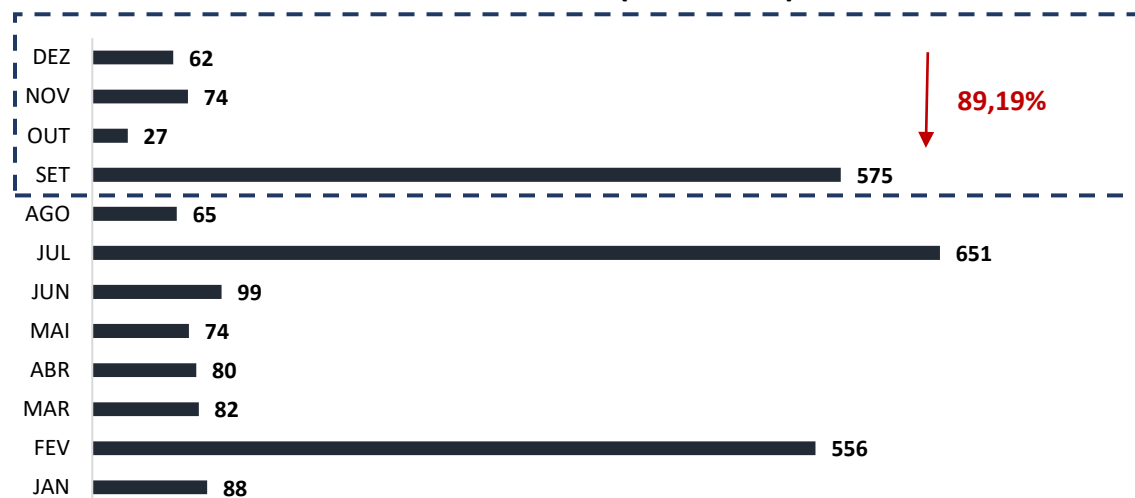 DEZ 62
NOV 74
89,19%
OUT 27
SET 575
AGO 65
JUL 651
JUN 99
MAI 74
ABR 80
MAR 82
FEV 556
JAN 88